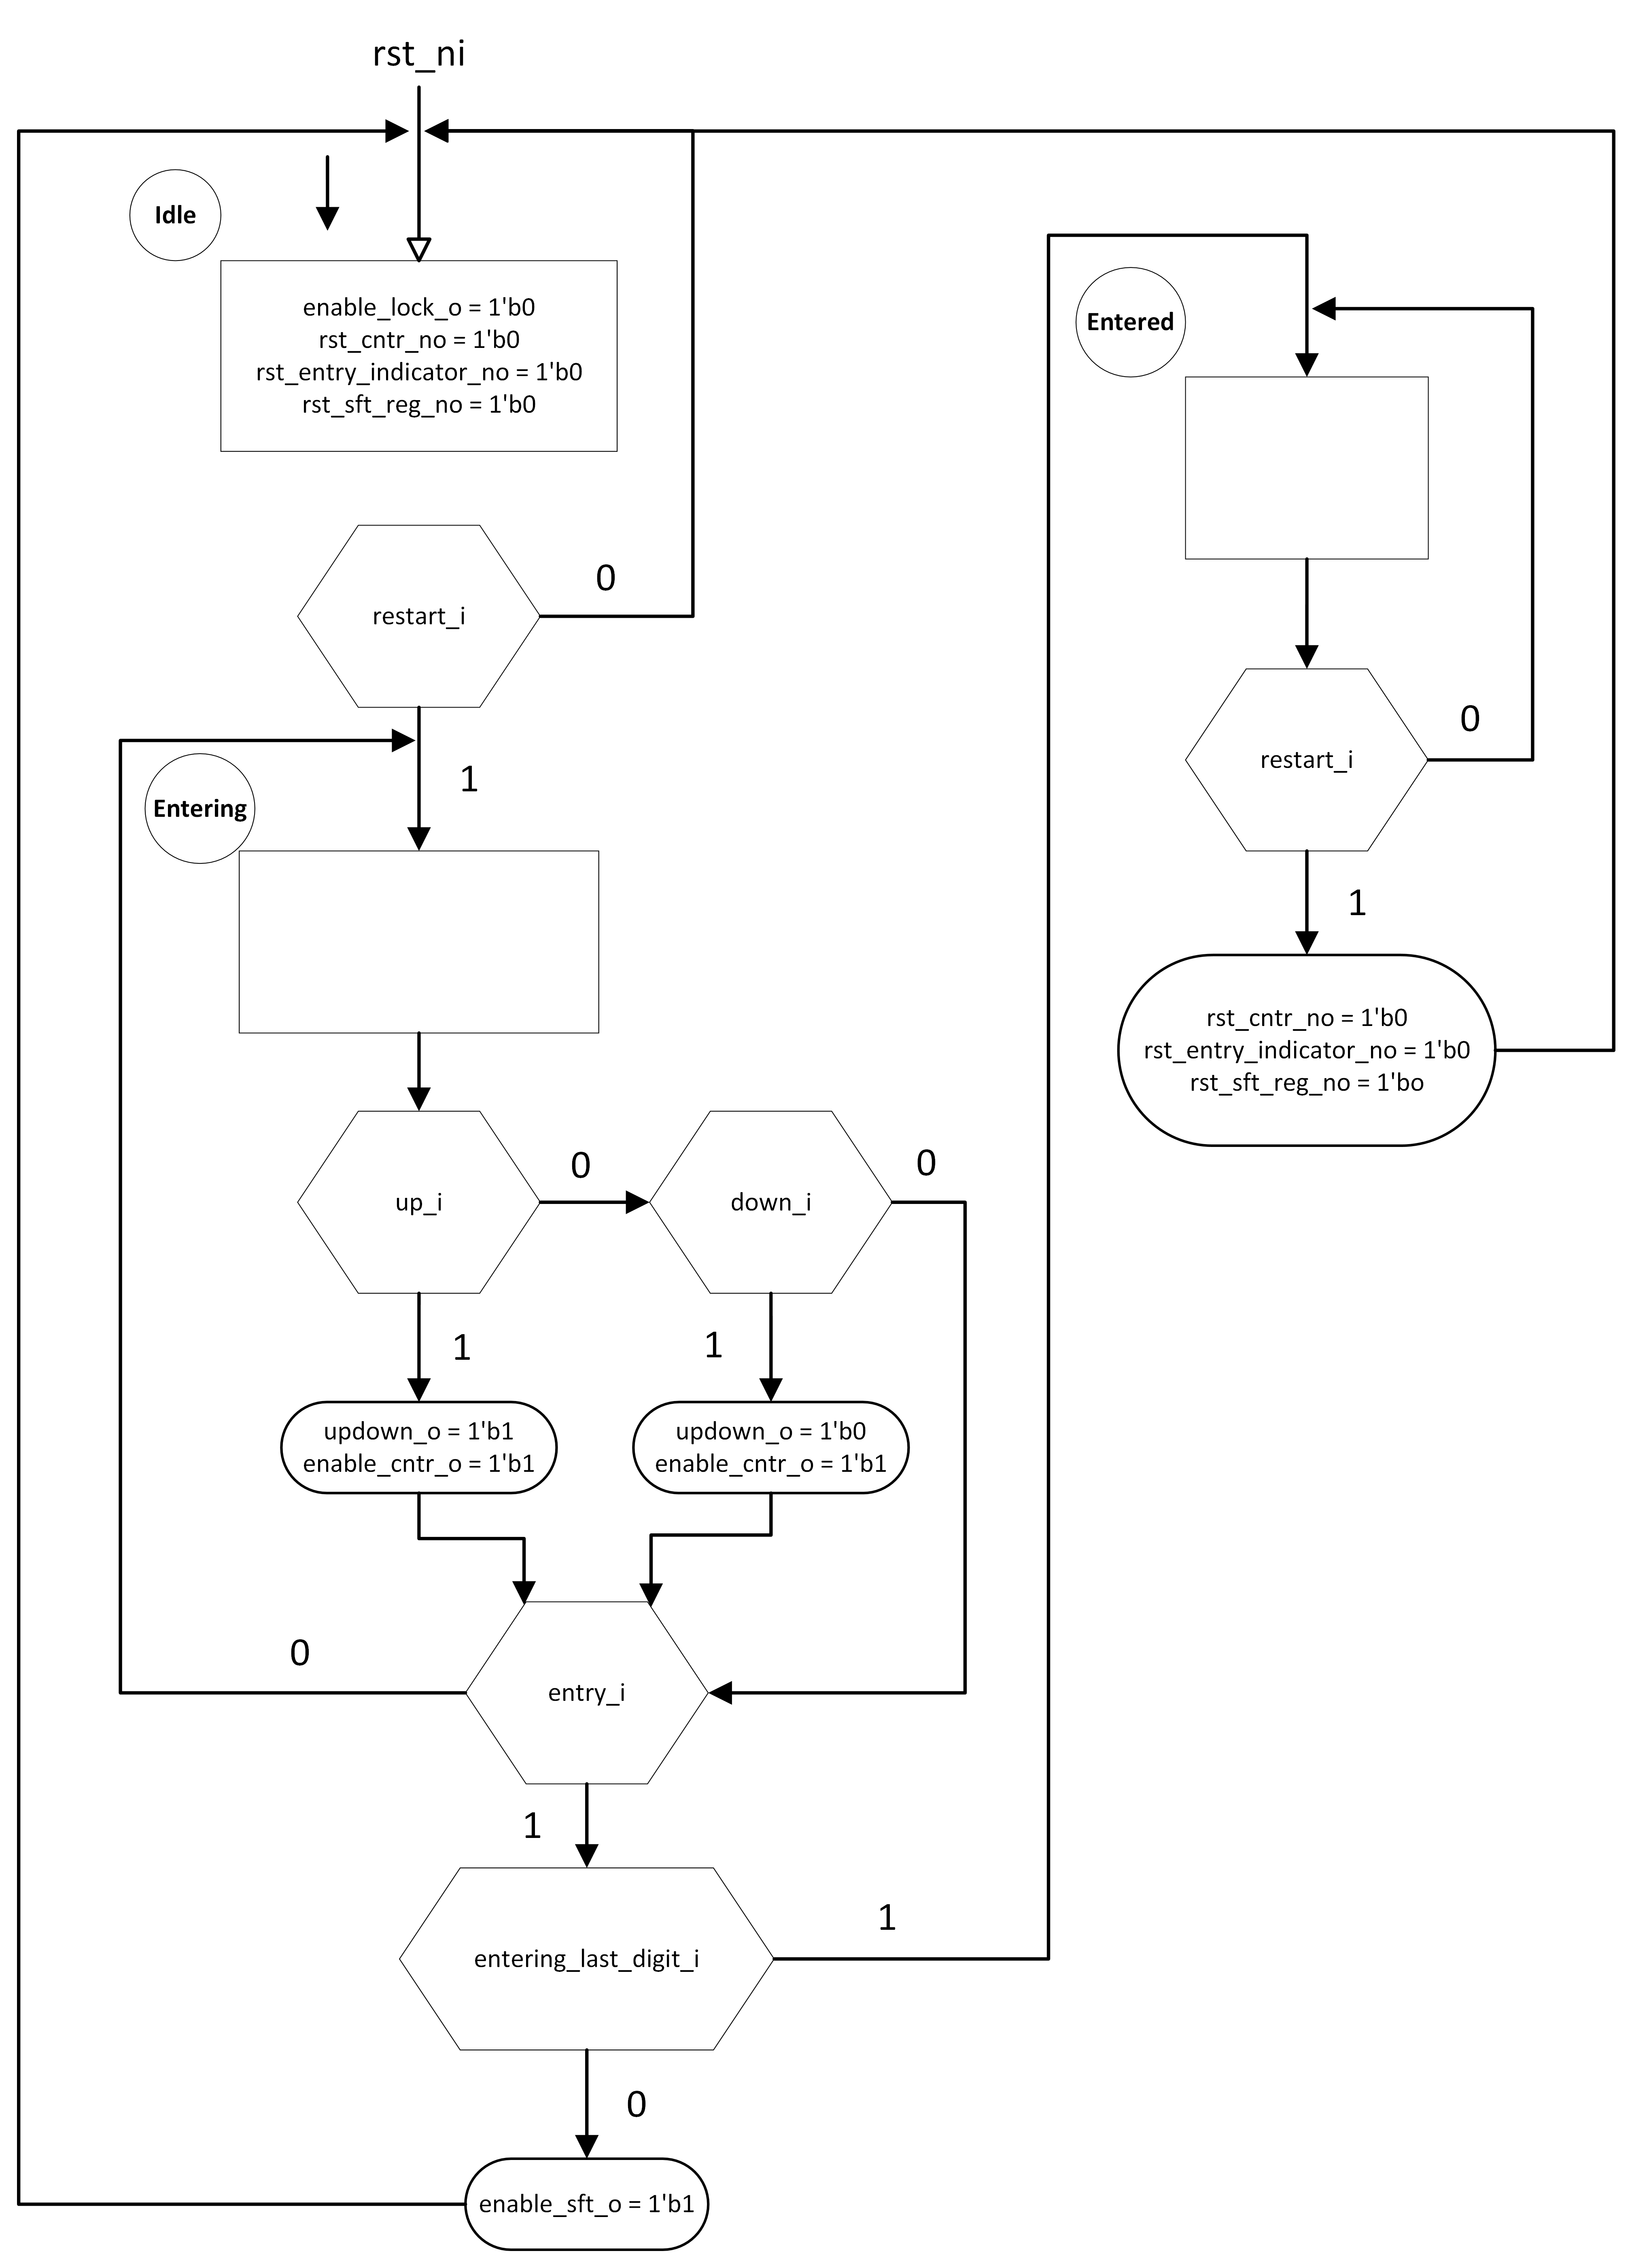 rst_ni
Idle
enable_lock_o = 1'b0
rst_cntr_no = 1'b0
rst_entry_indicator_no = 1'b0
rst_sft_reg_no = 1'b0
restart_i
0
1
Entering
up_i
0
down_i
0
1
1
updown_o = 1'b1
enable_cntr_o = 1'b1
updown_o = 1'b0
enable_cntr_o = 1'b1
0
entry_i
1
entering_last_digit_i
1
0
enable_sft_o = 1'b1
Entered
restart_i
0
1
rst_cntr_no = 1'b0
rst_entry_indicator_no = 1'b0
rst_sft_reg_no = 1'bo